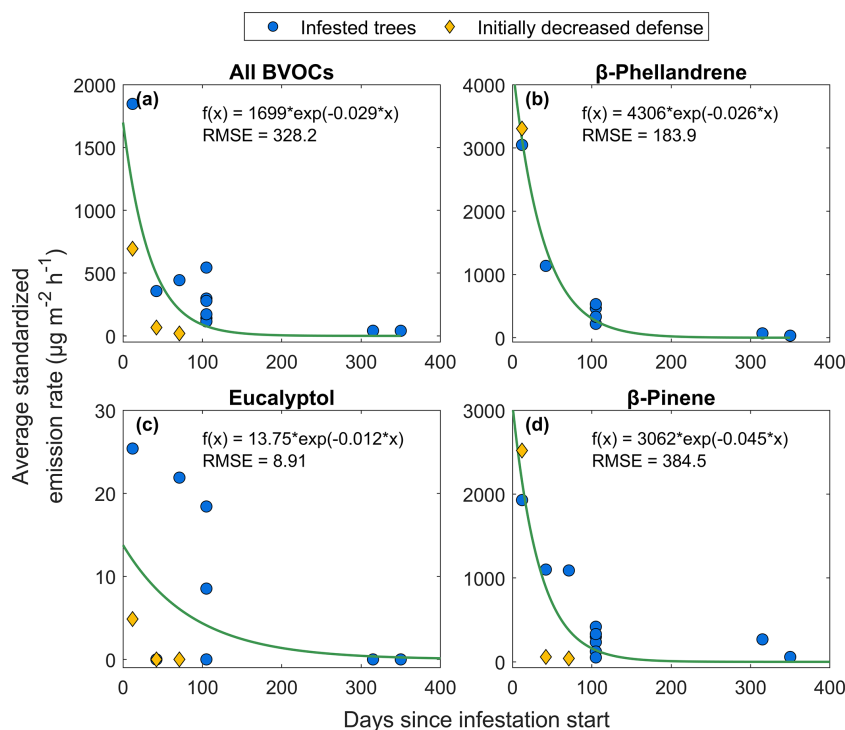 Infested trees
Initially decreased defense
All BVOCs
(a)
f(x) = 1699*exp(-0.029*x)
RMSE = 328.2
2000
1500
1000
500
0
0 100 200 300 400
β-Phellandrene
(b)
f(x) = 4306*exp(-0.026*x)
RMSE = 183.9
4000
3000
2000
1000
0
0 100 200 300 400
Eucalyptol
(c)
f(x) = 13.75*exp(-0.012*x)
RMSE = 8.91
30
20
10
0
0 100 200 300 400
β-Pinene
(d)
f(x) = 3062*exp(-0.045*x)
RMSE = 384.5
3000
2000
1000
0
0 100 200 300 400
Average standardized
emission rate (μg m⁻² h⁻¹)
Days since infestation start